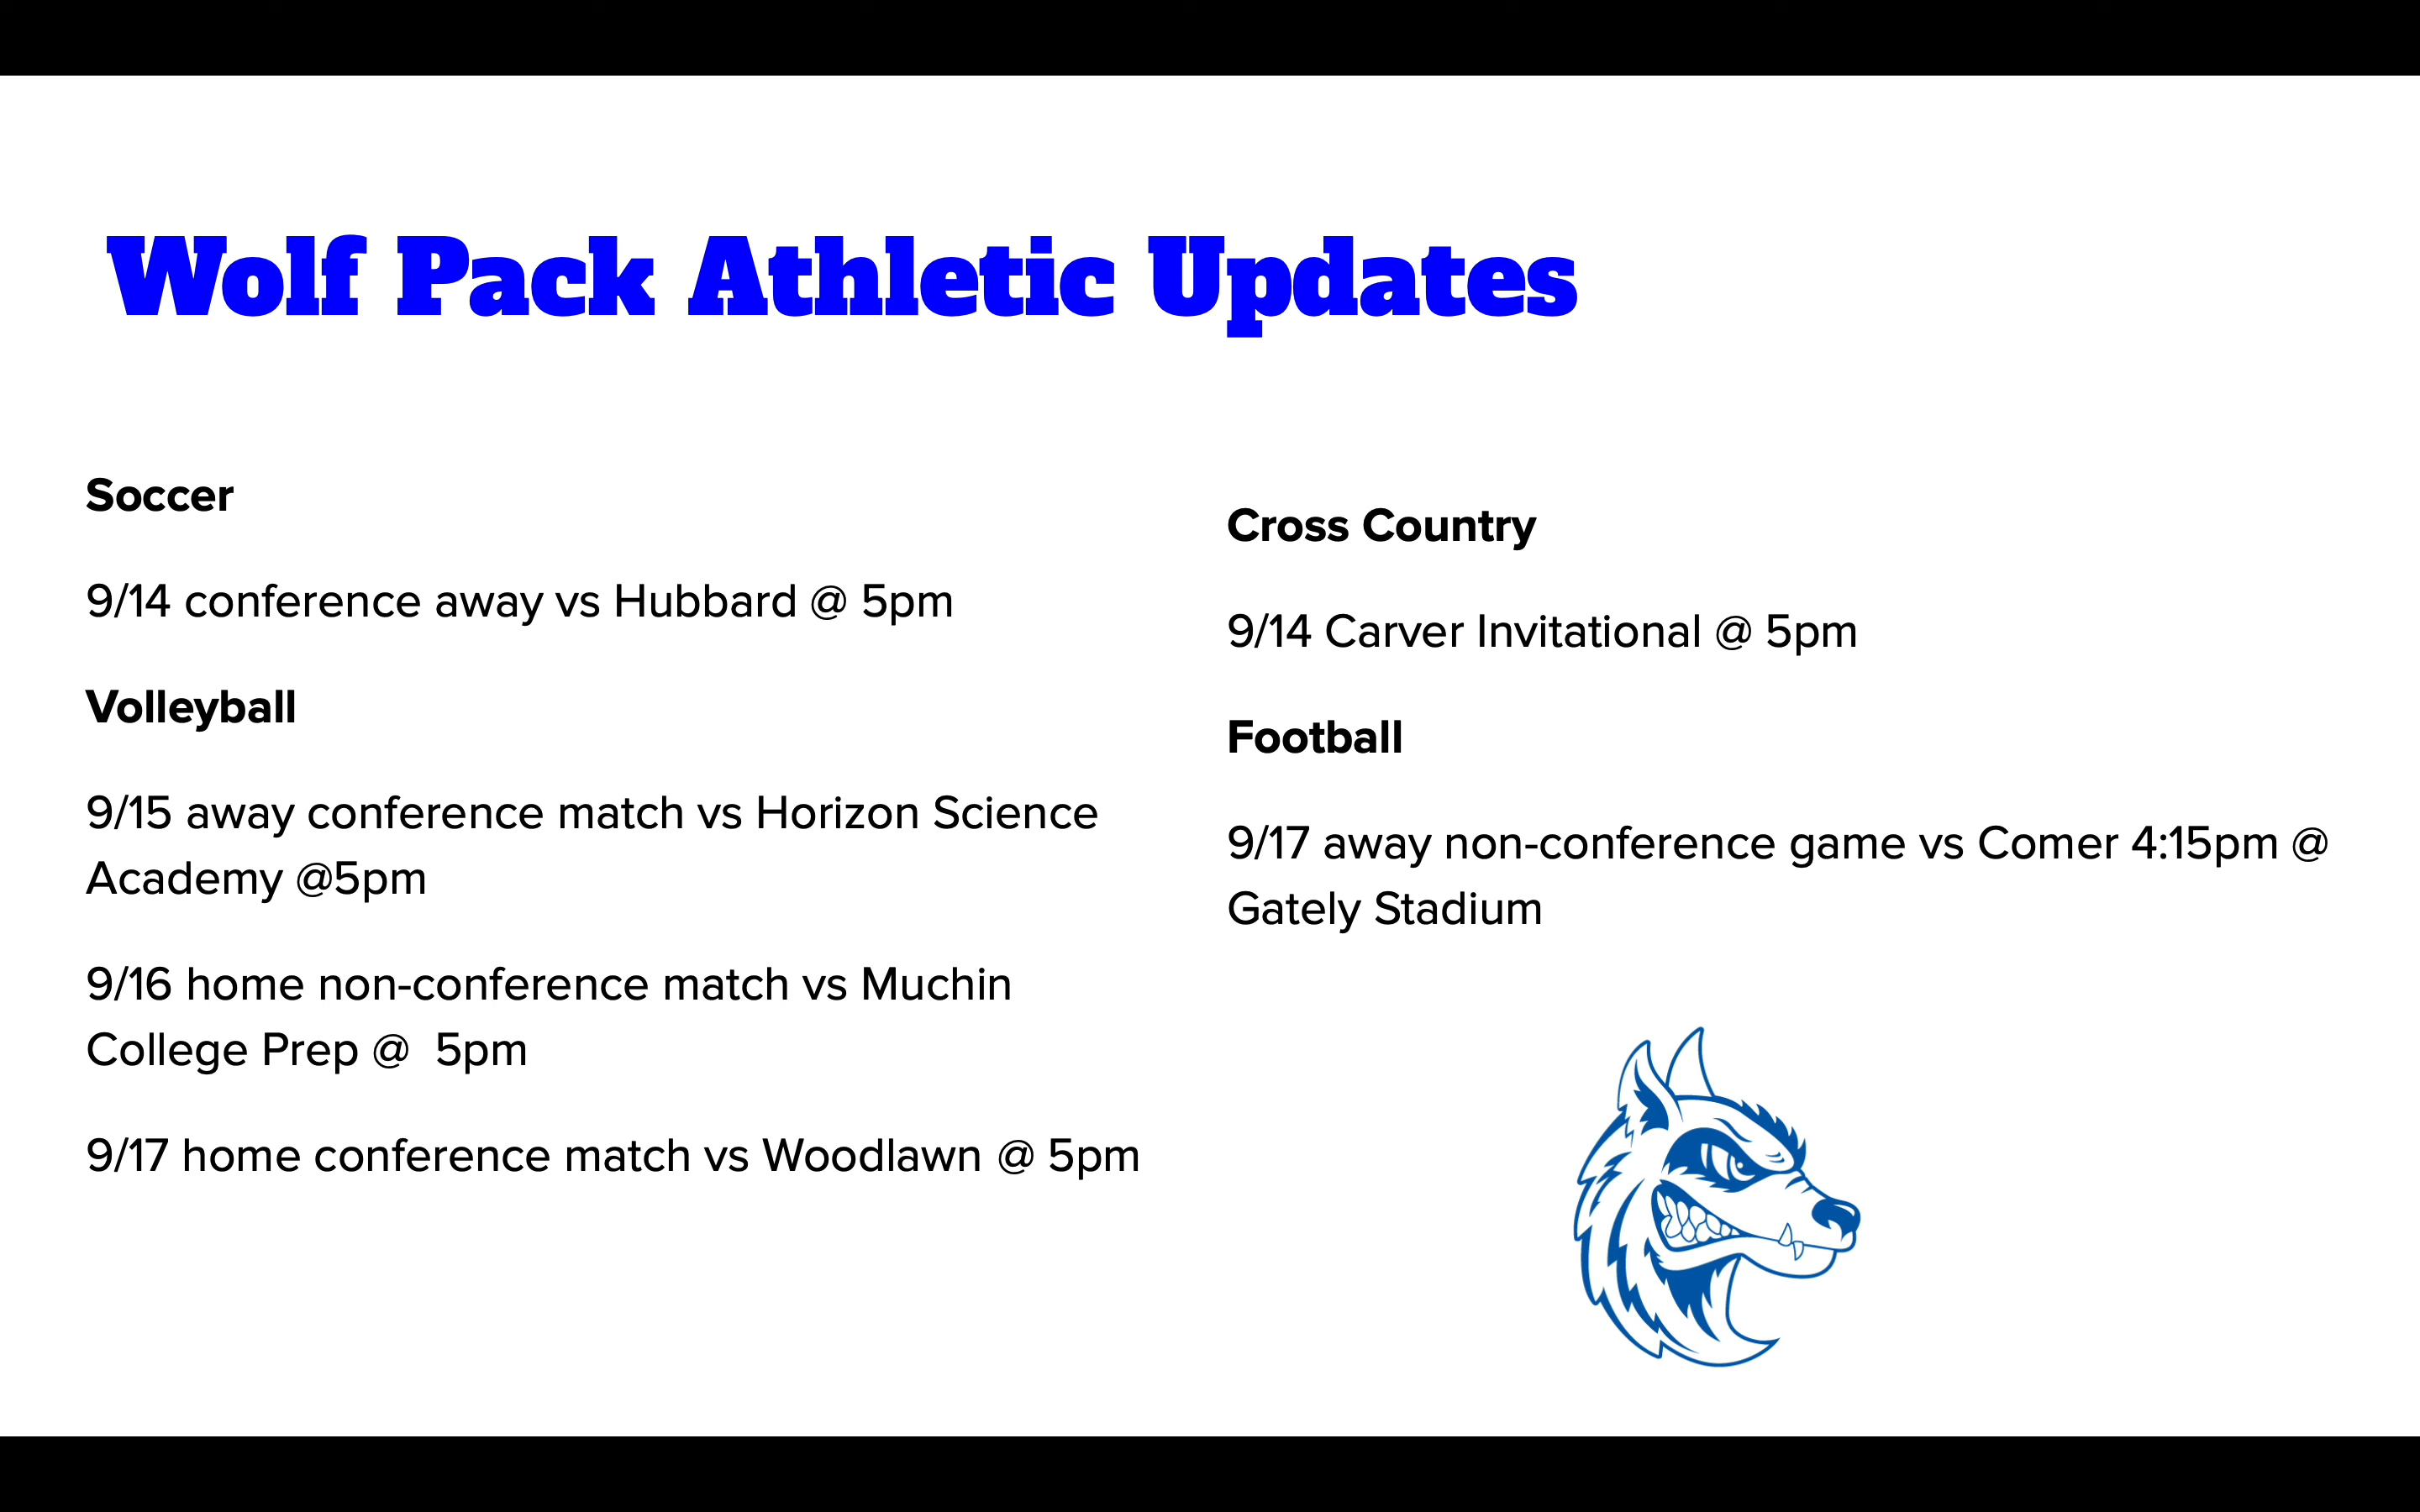 Wolf Pack Athletic Updates
Soccer
9/14 conference away vs Hubbard @ 5pm
Volleyball
9/15 away conference match vs Horizon Science
Academy @5pm
9/16 home non-conference match vs Muchin
College Prep @  5pm
9/17 home conference match vs Woodlawn @ 5pm
Cross Country
9/14 Carver Invitational @ 5pm
Football
9/17 away non-conference game vs Comer 4:15pm @
Gately Stadium